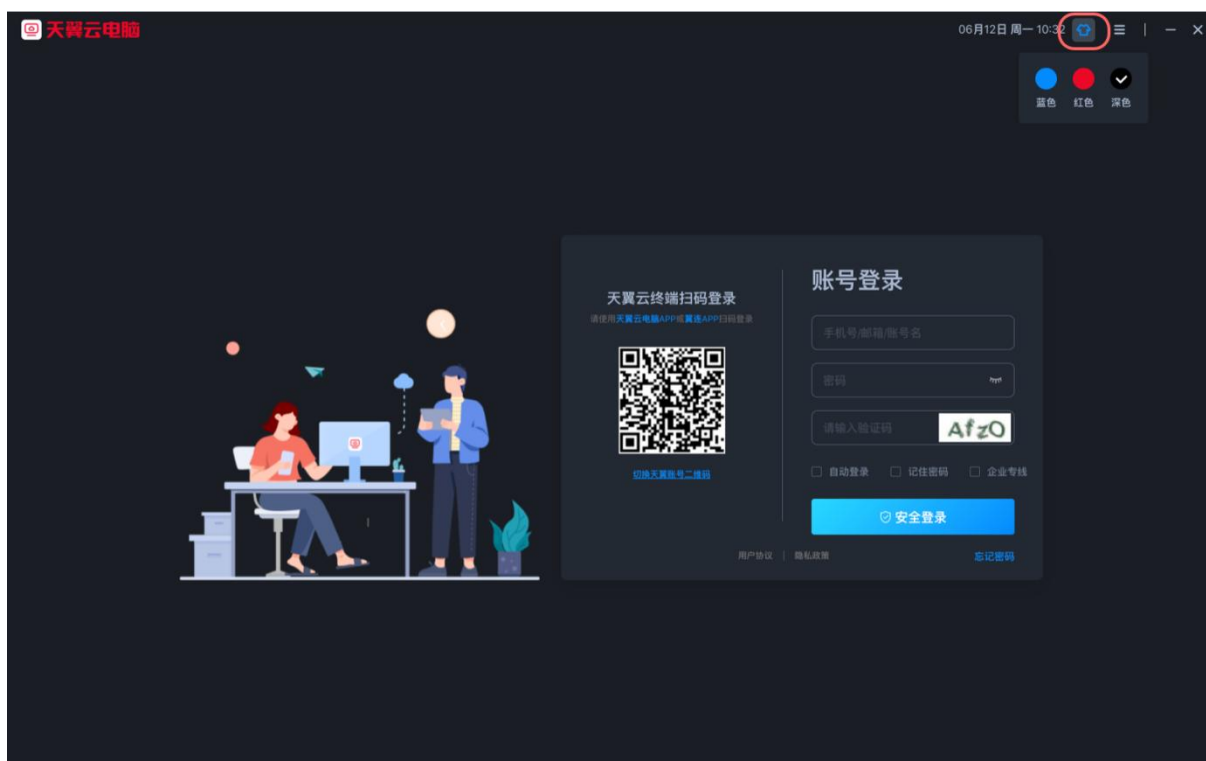 天翼云电脑
06月12日 周一 10:32
蓝色 红色 深色
天翼云终端扫码登录
请使用天翼云电脑APP或翼连APP扫码登录
切换天翼账号二维码
账号登录
手机号/邮箱/账号名
密码
请输入验证码
AfzO
自动登录 记住密码 企业专线
安全登录
用户协议 | 隐私政策
忘记密码